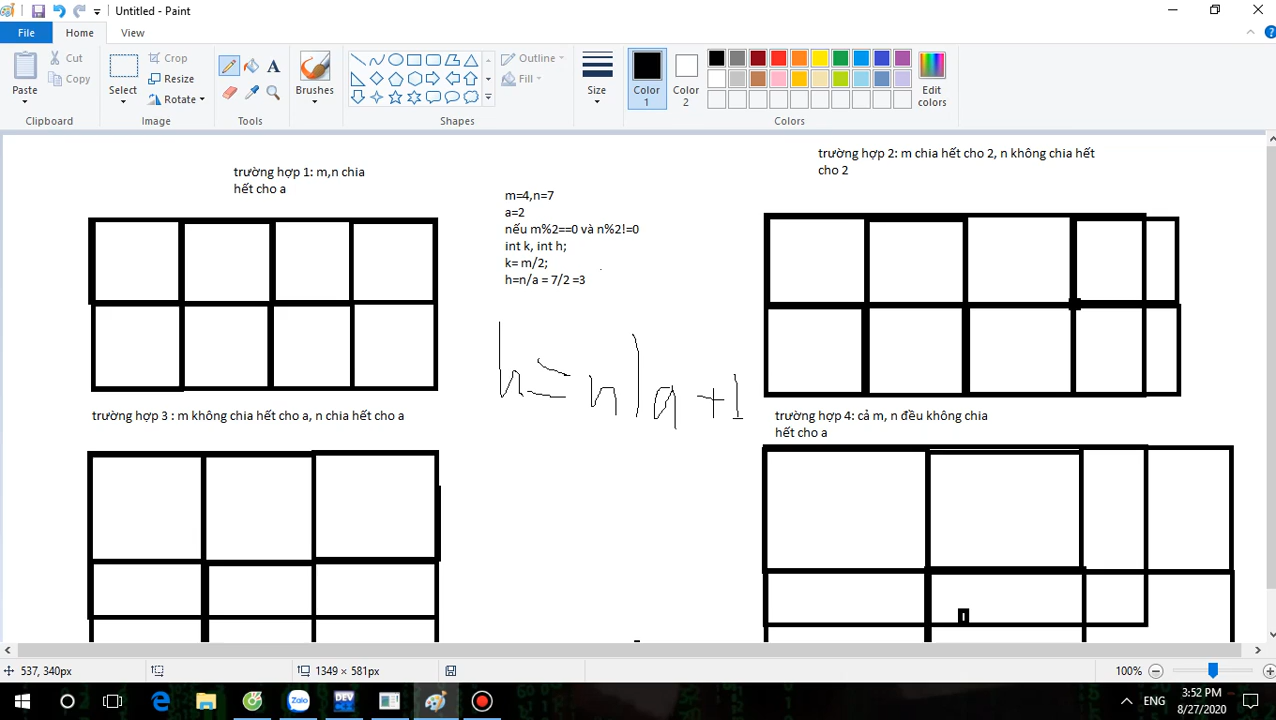 Untitled - Paint
File
Home
View
Paste
Cut
Copy
Clipboard
Select
Crop
Resize
Rotate
Image
A
Tools
Brushes
Shapes
Outline
Fill
Size
Color
1
Color
2
Edit
colors
Colors
trường hợp 1: m,n chia
hết cho a
m=4,n=7
a=2
nếu m%2==0 và n%2!=0
int k, int h;
k= m/2;
h=n/a = 7/2 =3
trường hợp 2: m chia hết cho 2, n không chia hết
cho 2
h=n/a+1
trường hợp 3 : m không chia hết cho a, n chia hết cho a
trường hợp 4: cả m, n đều không chia
hết cho a
537, 340px
1349 × 581px
100%
Zalo
DEV
ENG
3:52 PM
8/27/2020